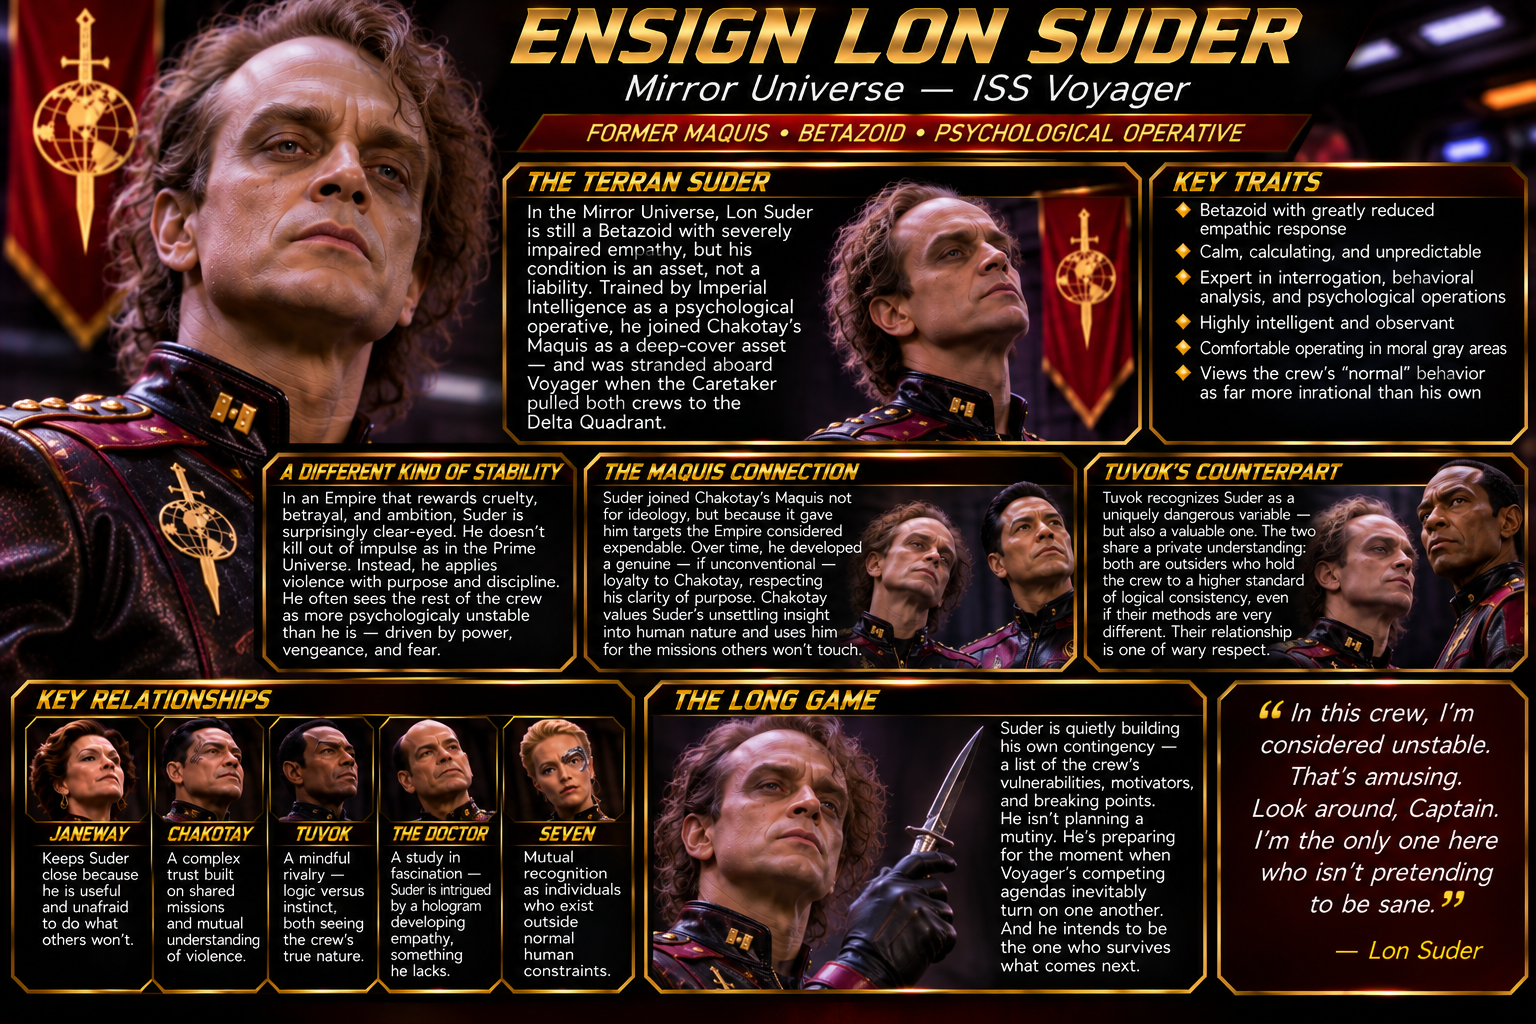 ENSIGN LON SUDER
Mirror Universe — ISS Voyager
FORMER MAQUIS • BETAZOID • PSYCHOLOGICAL OPERATIVE
THE TERRAN SUDER
In the Mirror Universe, Lon Suder
is still a Betazoid with severely
impaired empathy, but his
condition is an asset, not a
liability. Trained by Imperial
Intelligence as a psychological
operative, he joined Chakotay's
Maquis as a deep-cover asset
— and was stranded aboard
Voyager when the Caretaker
pulled both crews to the
Delta Quadrant.
KEY TRAITS
Betazoid with greatly reduced
empathic response
Calm, calculating, and unpredictable
Expert in interrogation, behavioral
analysis, and psychological operations
Highly intelligent and observant
Comfortable operating in moral gray areas
Views the crew's "normal" behavior
as far more inrational than his own
A DIFFERENT KIND OF STABILITY
In an Empire that rewards cruelty,
betrayal, and ambition, Suder is
surprisingly clear-eyed. He doesn't
kill out of impulse as in the Prime
Universe. Instead, he applies
violence with purpose and discipline.
He often sees the rest of the crew
as more psychologicaly unstable
than he is — driven by power,
vengeance, and fear.
THE MAQUIS CONNECTION
Suder joined Chakotay's Maquis not
for ideology, but because it gave
him targets the Empire considered
expendable. Over time, he developed
a genuine — if unconventional —
loyalty to Chakotay, respecting
his clarity of purpose. Chakotay
values Suder's unsettling insight
into human nature and uses him
for the missions others won't touch.
TUVOK'S COUNTERPART
Tuvok recognizes Suder as a
uniquely dangerous variable —
but also a valuable one. The two
share a private understanding:
both are outsiders who hold
the crew to a higher standard
of logical consistency, even
if their methods are very
different. Their relationship
is one of wary respect.
KEY RELATIONSHIPS
JANEWAY
Keeps Suder
close because
he is useful
and unafraid
to do what
others won't.
CHAKOTAY
A complex
trust built
on shared
missions
and mutual
understanding
of violence.
TUVOK
A mindful
rivalry —
logic versus
instinct,
both seeing
the crew's
true nature.
THE DOCTOR
A study in
fascination —
Suder is intrigued
by a hologram
developing
empathy,
something
he lacks.
SEVEN
Mutual
recognition
as individuals
who exist
outside
normal
human
constraints.
THE LONG GAME
Suder is quietly building
his own contingency —
a list of the crew's
vulnerabilities, motivators,
and breaking points.
He isn't planning a
mutiny. He's preparing
for the moment when
Voyager's competing
agendas inevitably
turn on one another.
And he intends to be
the one who survives
what comes next.
"In this crew, I'm
considered unstable.
That's amusing.
Look around, Captain.
I'm the only one here
who isn't pretending
to be sane."
— Lon Suder